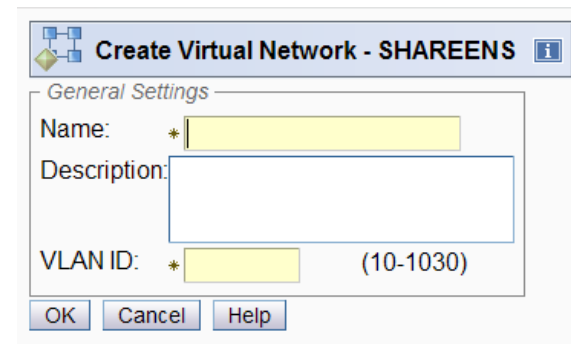 Create Virtual Network - SHAREENS
General Settings
Name: *
Description:
VLAN ID: * (10-1030)
OK Cancel Help